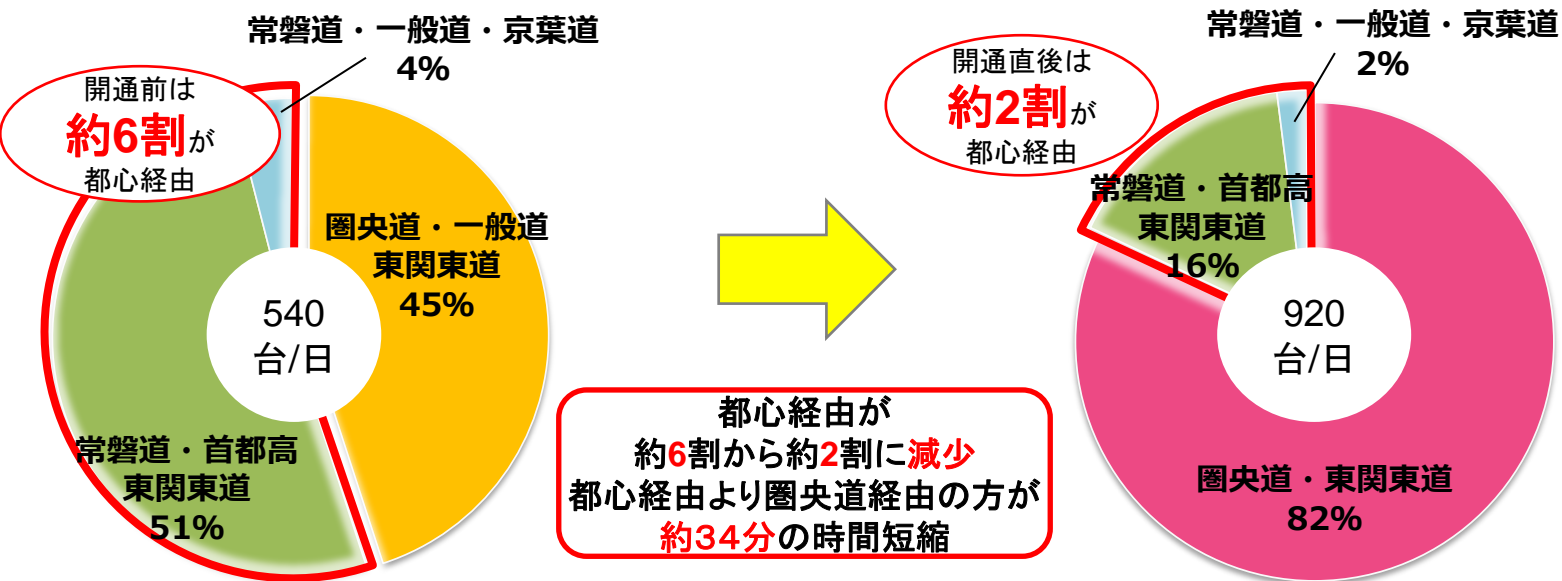 常磐道・一般道・京葉道
4%
開通前は
約6割が
都心経由
圏央道・一般道
東関東道
45%
540
台/日
常磐道・首都高
東関東道
51%
都心経由が
約6割から約2割に減少
都心経由より圏央道経由の方が
約34分の時間短縮
常磐道・一般道・京葉道
2%
開通直後は
約2割が
都心経由
常磐道・首都高
東関東道
16%
920
台/日
圏央道・東関東道
82%